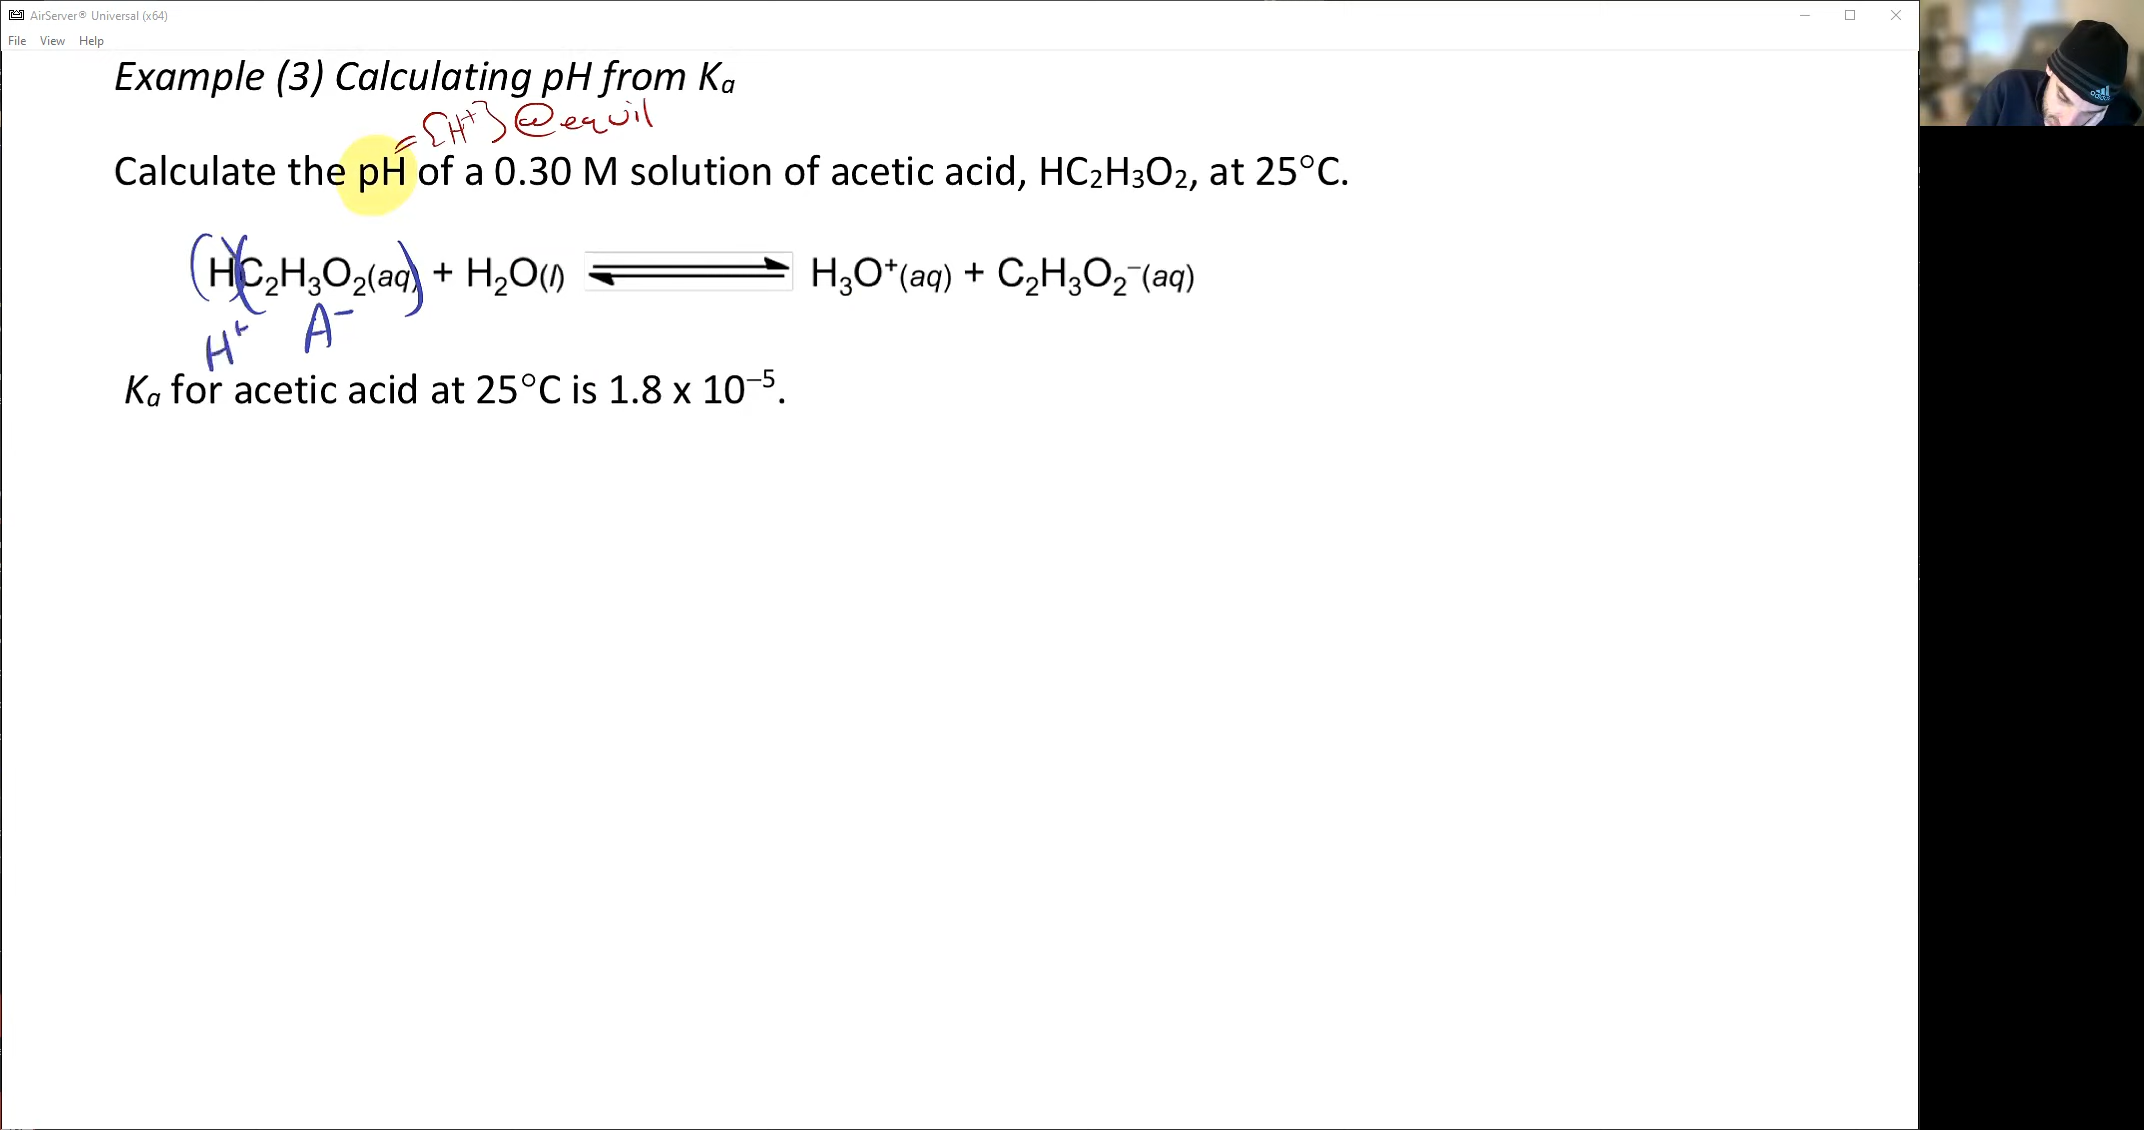 AirServer® Universal (x64)
File View Help
Example (3) Calculating pH from Kₐ
= [H⁺] @ equil
Calculate the pH of a 0.30 M solution of acetic acid, HC₂H₃O₂, at 25°C.
(H)(C₂H₃O₂(aq)) + H₂O(l) ⇌ H₃O⁺(aq) + C₂H₃O₂⁻(aq)
H⁺ A⁻
Kₐ for acetic acid at 25°C is 1.8 x 10⁻⁵.
adidas